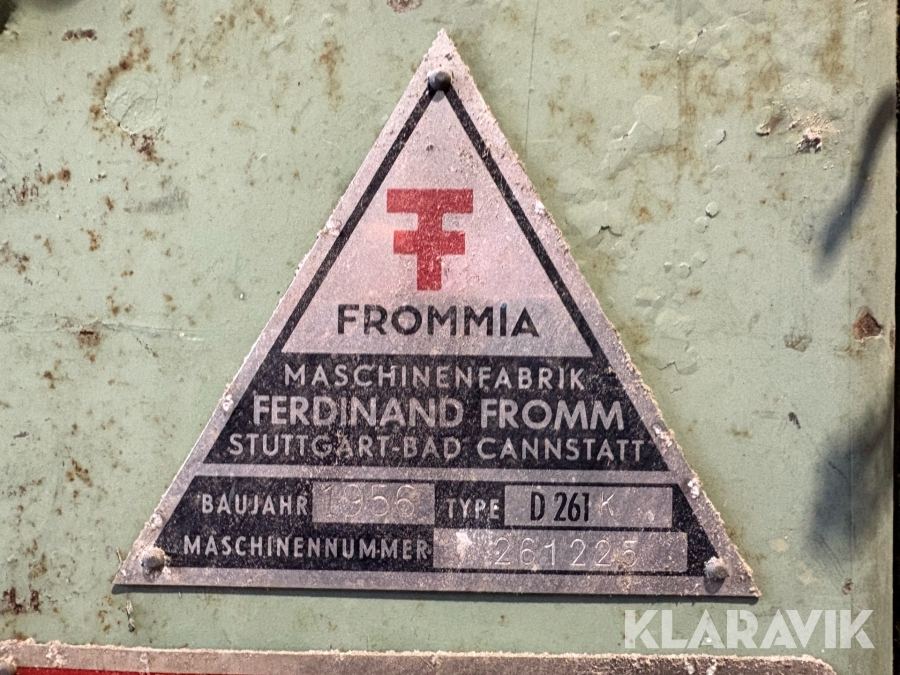 FROMMIA
MASCHINENFABRIK
FERDINAND FROMM
STUTTGART-BAD CANNSTATT
BAUJAHR 1956 TYPE D 261 K
MASCHINENNUMMER 261225
KLARAVIK